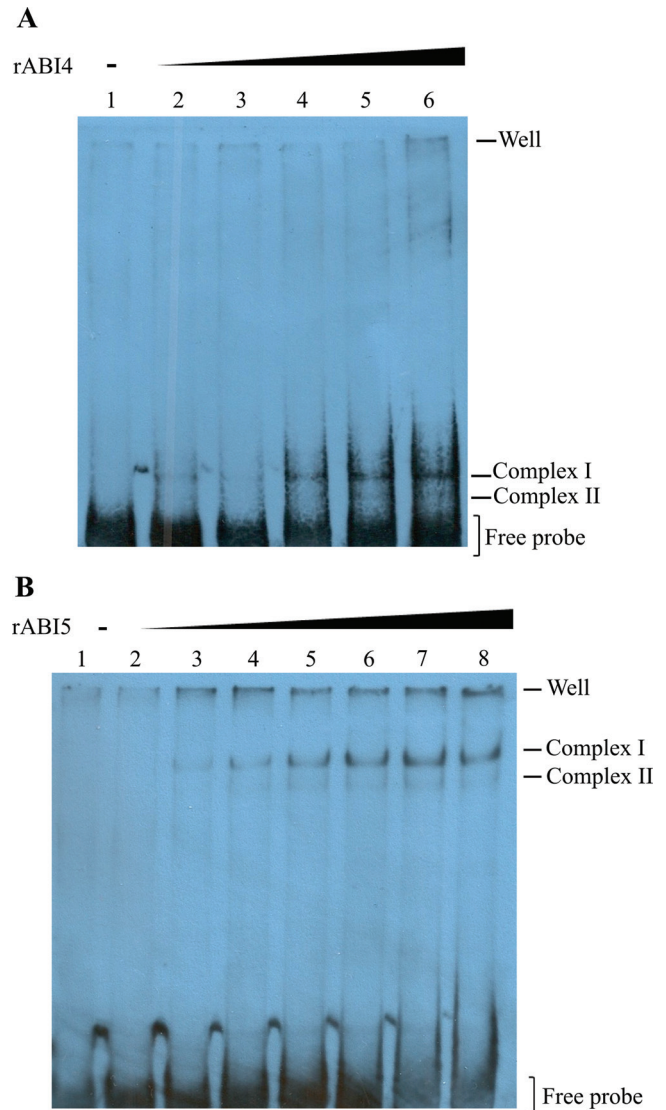 A
rABI4 -
1 2 3 4 5 6
Well
Complex I
Complex II
Free probe
B
rABI5 -
1 2 3 4 5 6 7 8
Well
Complex I
Complex II
Free probe